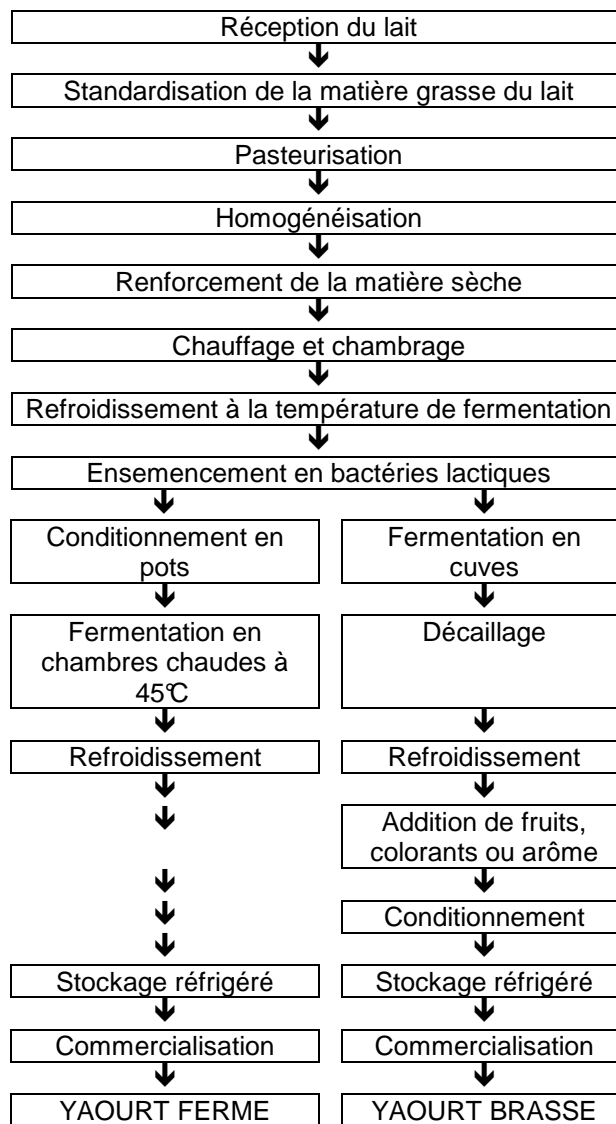 Réception du lait
Standardisation de la matière grasse du lait
Pasteurisation
Homogénéisation
Renforcement de la matière sèche
Chauffage et chambrage
Refroidissement à la température de fermentation
Ensemencement en bactéries lactiques
Conditionnement en
pots
Fermentation en
chambres chaudes à
45°C
Refroidissement
Stockage réfrigéré
Commercialisation
YAOURT FERME
Fermentation en
cuves
Décaillage
Refroidissement
Addition de fruits,
colorants ou arôme
Conditionnement
Stockage réfrigéré
Commercialisation
YAOURT BRASSE